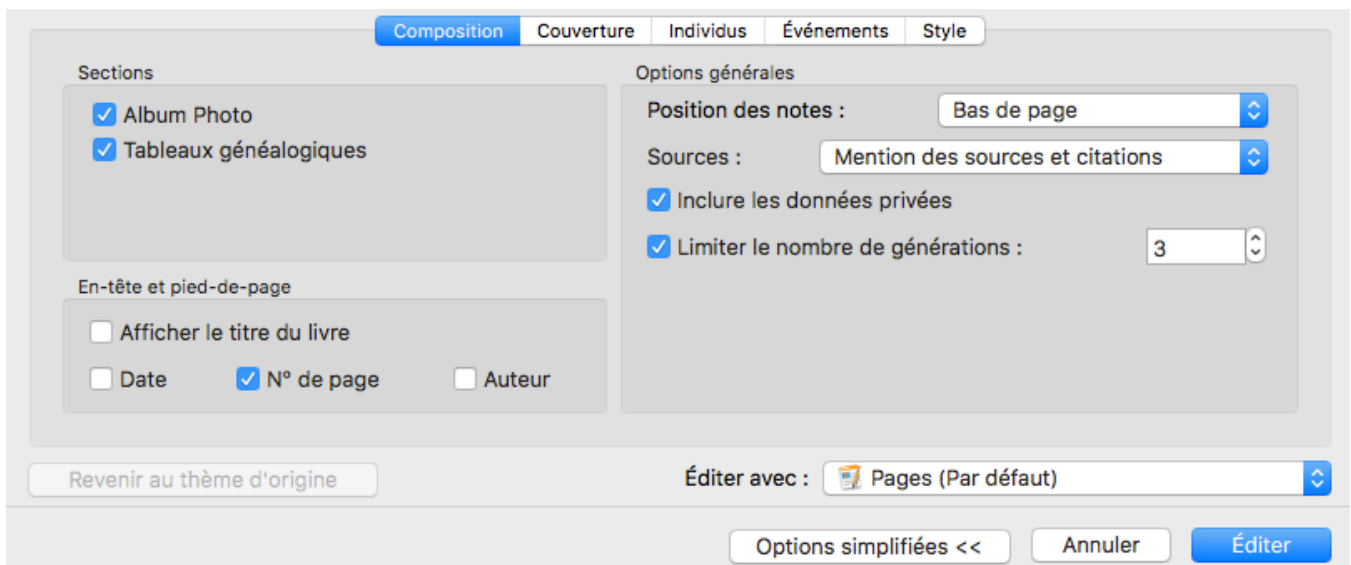 Composition Couverture Individus Événements Style
Sections
Album Photo
Tableaux généalogiques
En-tête et pied-de-page
Afficher le titre du livre
Date N° de page Auteur
Options générales
Position des notes : Bas de page
Sources : Mention des sources et citations
Inclure les données privées
Limiter le nombre de générations : 3
Revenir au thème d'origine
Éditer avec : Pages (Par défaut)
Options simplifiées << Annuler Éditer